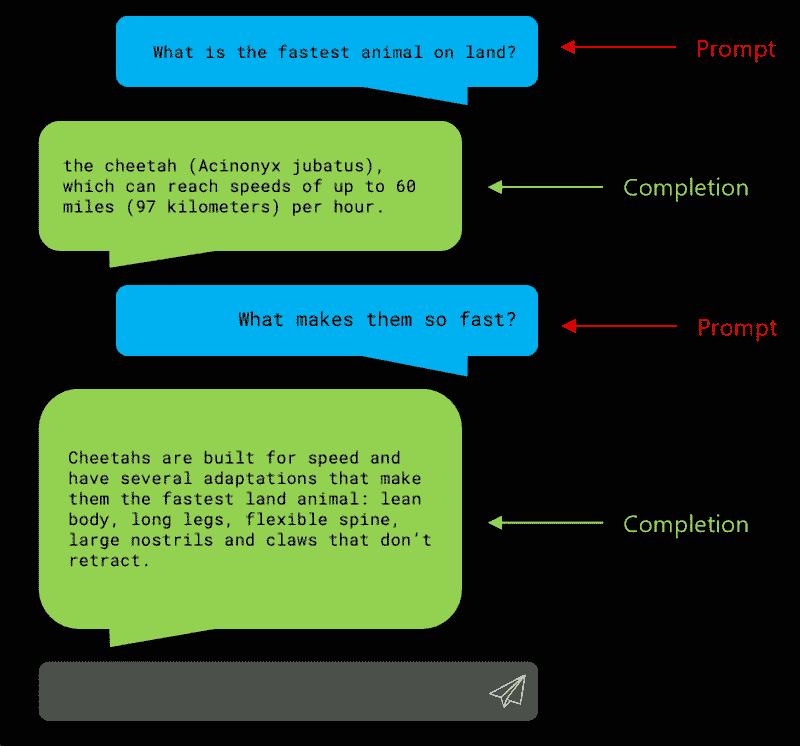 What is the fastest animal on land?
Prompt
the cheetah (Acinonyx jubatus),
which can reach speeds of up to 60
miles (97 kilometers) per hour.
Completion
What makes them so fast?
Prompt
Cheetahs are built for speed and
have several adaptations that make
them the fastest land animal: lean
body, long legs, flexible spine,
large nostrils and claws that don't
retract.
Completion